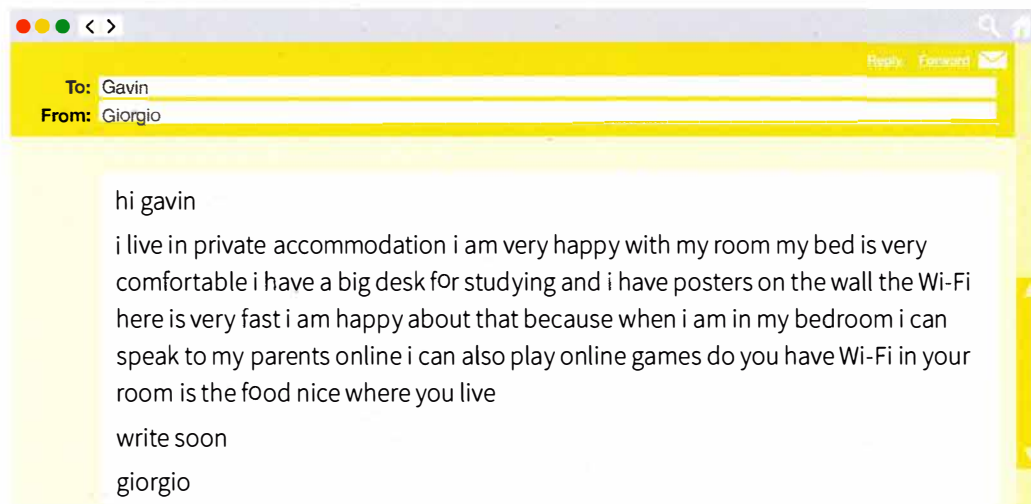 Reply Forward
To: Gavin
From: Giorgio
hi gavin
i live in private accommodation i am very happy with my room my bed is very
comfortable i have a big desk for studying and i have posters on the wall the Wi-Fi
here is very fast i am happy about that because when i am in my bedroom i can
speak to my parents online i can also play online games do you have Wi-Fi in your
room is the food nice where you live
write soon
giorgio